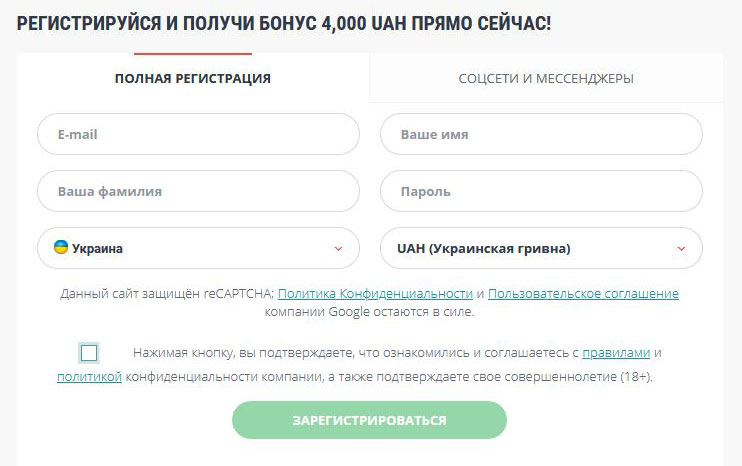 РЕГИСТРИРУЙСЯ И ПОЛУЧИ БОНУС 4,000 UAH ПРЯМО СЕЙЧАС!
ПОЛНАЯ РЕГИСТРАЦИЯ
СОЦСЕТИ И МЕССЕНДЖЕРЫ
E-mail
Ваше имя
Ваша фамилия
Пароль
Украина
UAH (Украинская гривна)
Данный сайт защищён reCAPTCHA; Политика Конфиденциальности и Пользовательское соглашение
компании Google остаются в силе.
Нажимая кнопку, вы подтверждаете, что ознакомились и соглашаетесь с правилами и
политикой конфиденциальности компании, а также подтверждаете свое совершеннолетие (18+).
ЗАРЕГИСТРИРОВАТЬСЯ